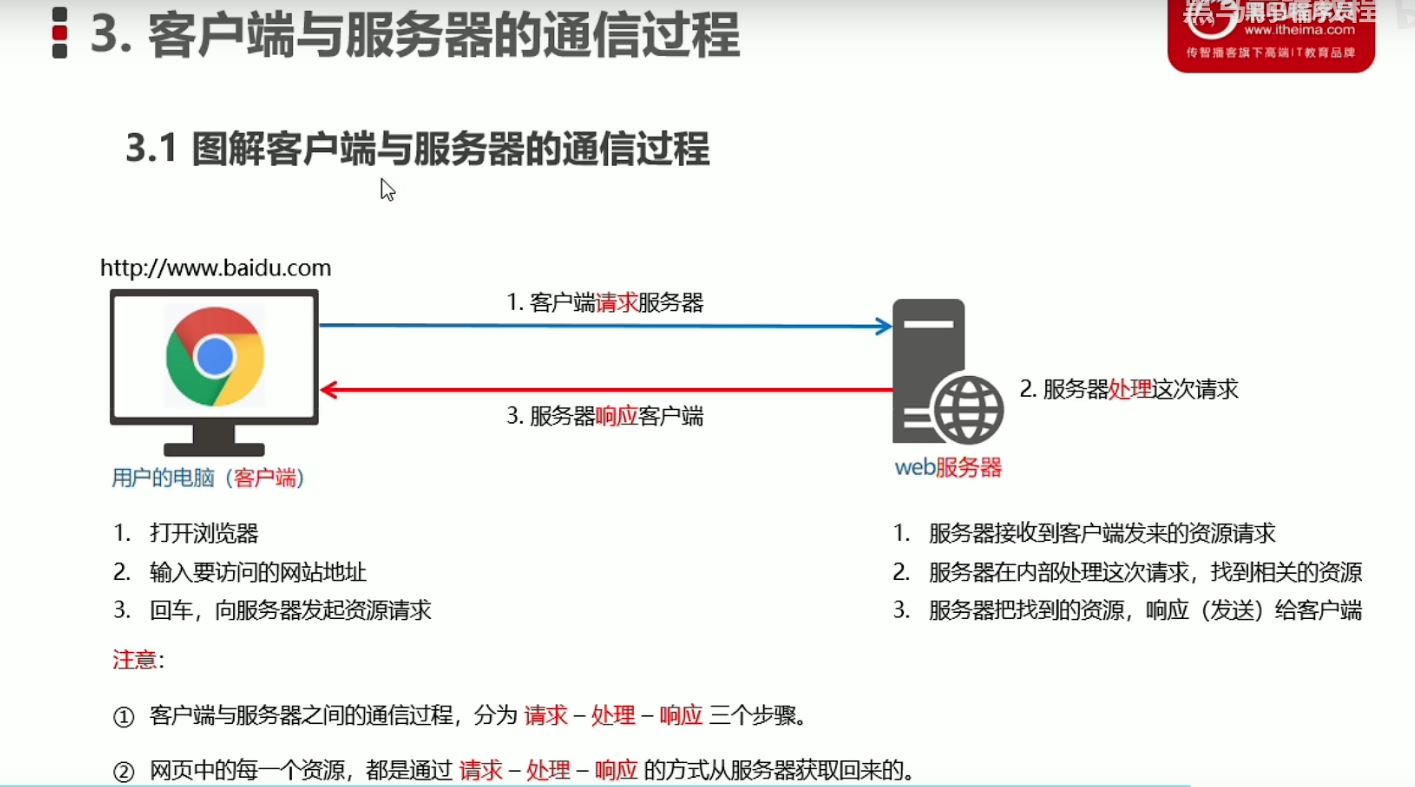 3. 客户端与服务器的通信过程
黑马程序员
www.itheima.com
传智播客旗下高端IT教育品牌
3.1 图解客户端与服务器的通信过程
http://www.baidu.com
1. 客户端请求服务器
2. 服务器处理这次请求
3. 服务器响应客户端
用户的电脑（客户端）
web服务器
1. 打开浏览器
2. 输入要访问的网站地址
3. 回车，向服务器发起资源请求
1. 服务器接收到客户端发来的资源请求
2. 服务器在内部处理这次请求，找到相关的资源
3. 服务器把找到的资源，响应（发送）给客户端
注意：
① 客户端与服务器之间的通信过程，分为 请求 – 处理 – 响应 三个步骤。
② 网页中的每一个资源，都是通过 请求 – 处理 – 响应 的方式从服务器获取回来的。